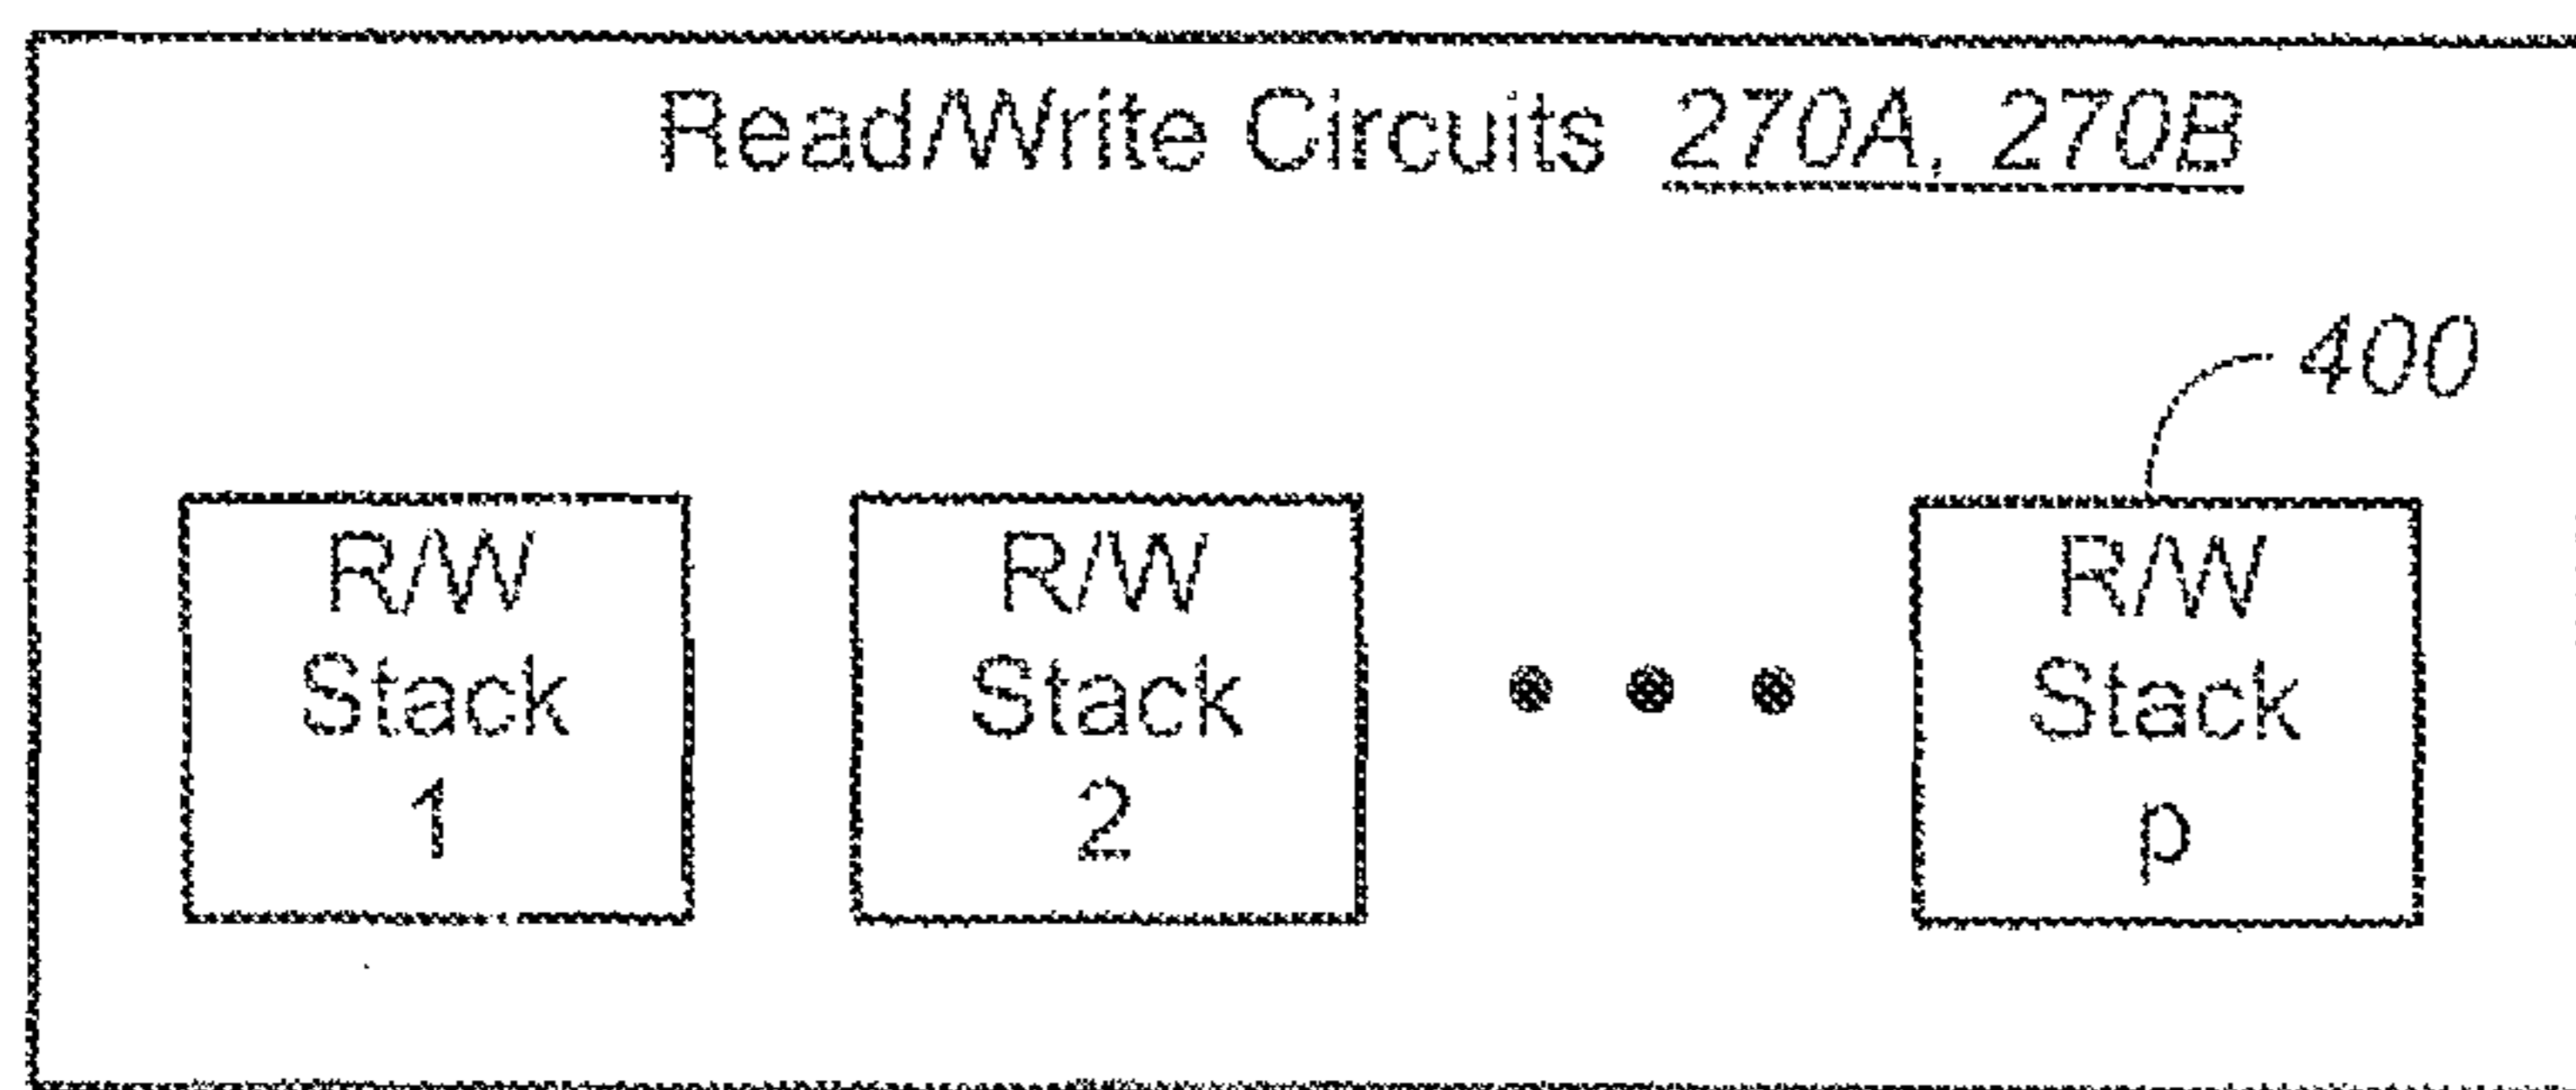 Read/Write Circuits 270A, 270B
400
R/W
Stack
1
R/W
Stack
2
R/W
Stack
p